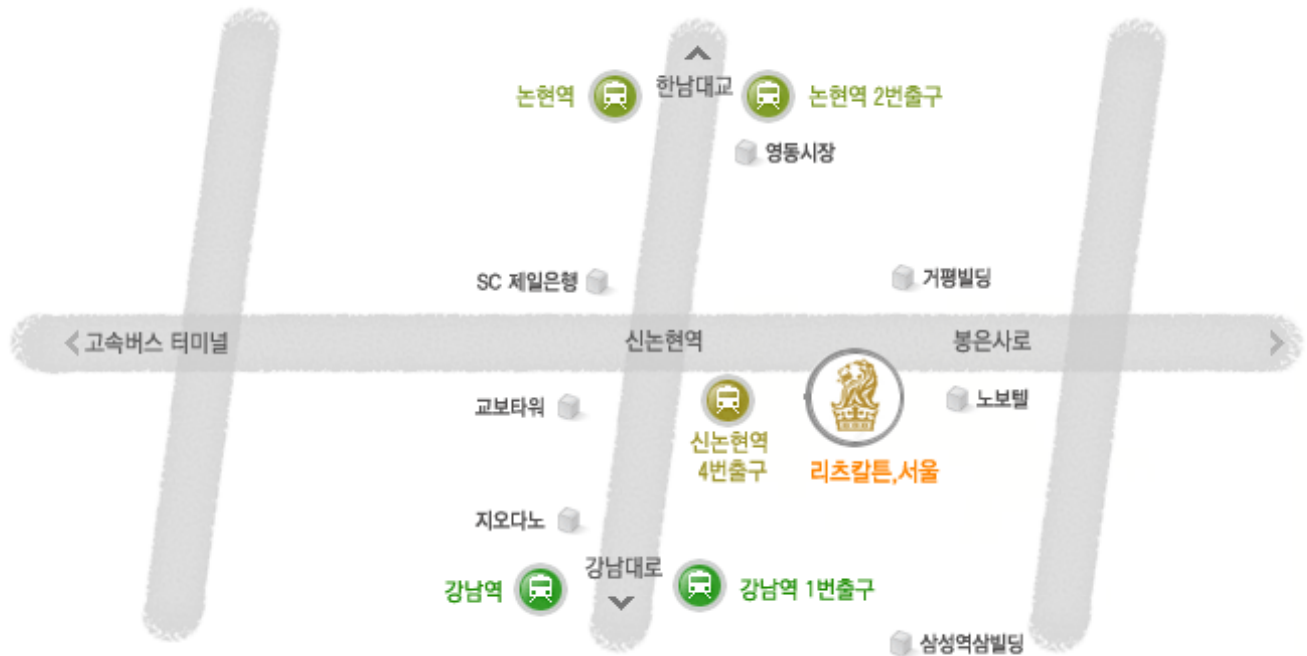 한남대교
논현역
논현역 2번출구
영동시장
SC 제일은행
거평빌딩
고속버스 터미널
신논현역
봉은사로
교보타워
노보텔
신논현역
4번출구
리츠칼튼,서울
지오다노
강남대로
강남역
강남역 1번출구
삼성역삼빌딩